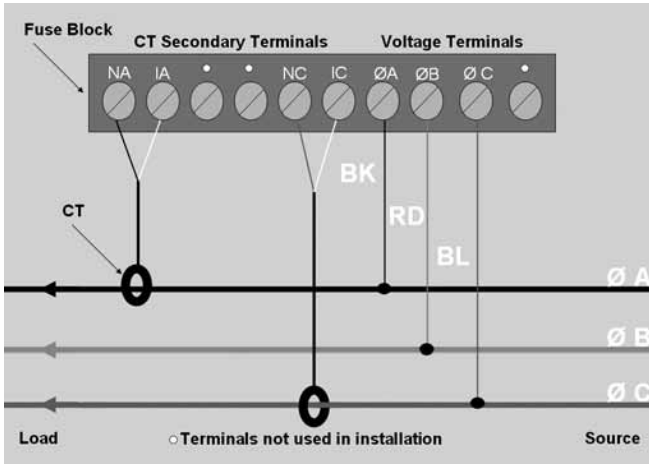 Fuse Block
CT Secondary Terminals
Voltage Terminals
NA IA NC IC ØA ØB Ø C
BK
RD
BL
CT
Ø A
Ø B
Ø C
Load
Terminals not used in installation
Source